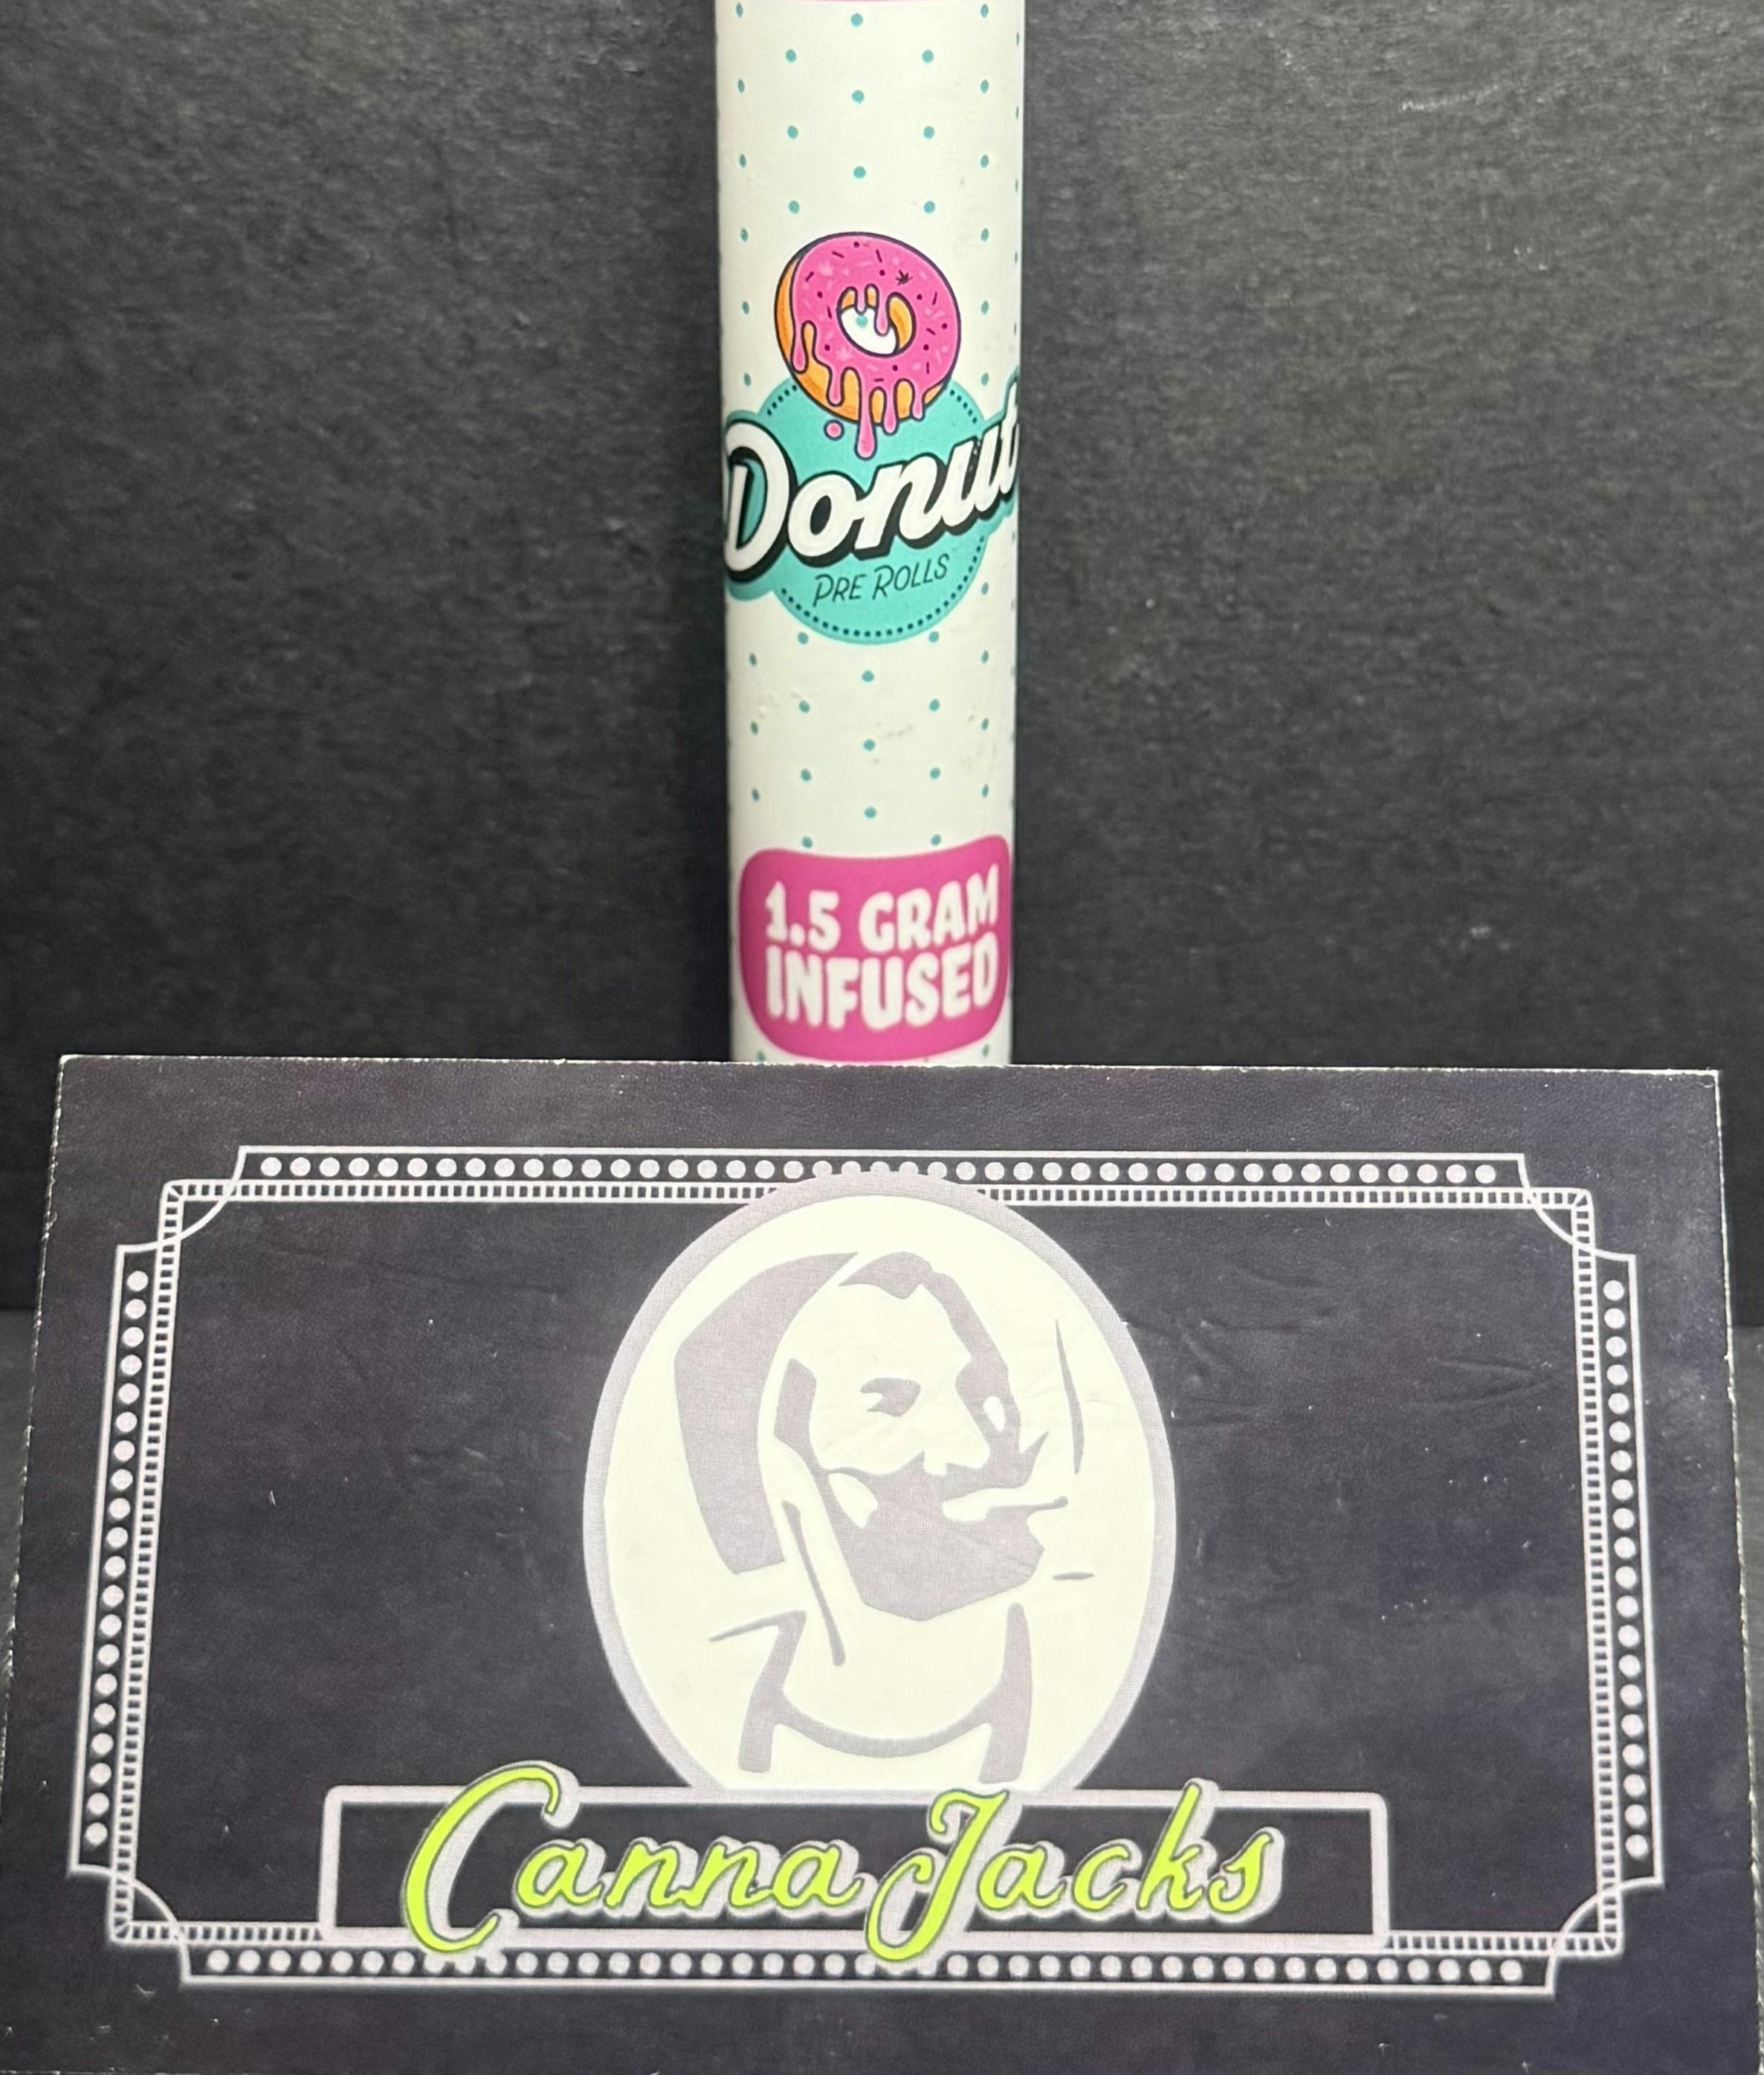 Donut
PRE ROLLS
1.5 GRAM
INFUSED
Canna Jacks